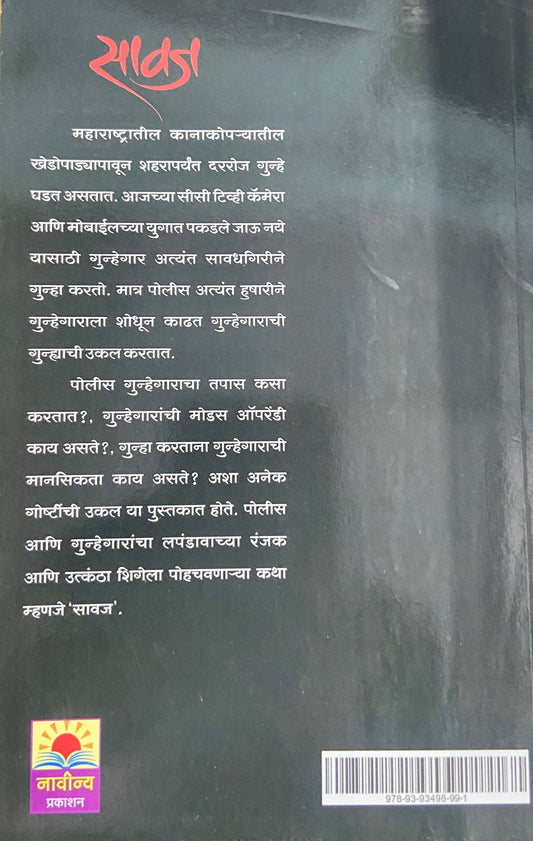 सावज
महाराष्ट्रातील कानाकोपऱ्यातील
खेडोपाड्यापावून शहरापर्यंत दररोज गुन्हे
घडत असतात. आजच्या सीसी टिव्ही कॅमेरा
आणि मोबाईलच्या युगात पकडले जाऊ नये
यासाठी गुन्हेगार अत्यंत सावधगिरीने
गुन्हा करतो. मात्र पोलीस अत्यंत हुषारीने
गुन्हेगाराला शोधून काढत गुन्हेगाराची
गुन्ह्याची उकल करतात.
पोलीस गुन्हेगाराचा तपास कसा
करतात?, गुन्हेगारांची मोडस ऑपरेंडी
काय असते?, गुन्हा करताना गुन्हेगाराची
मानसिकता काय असते? अशा अनेक
गोष्टींची उकल या पुस्तकात होते. पोलीस
आणि गुन्हेगारांचा लपंडावाच्या रंजक
आणि उत्कंठा शिगेला पोहचवणाऱ्या कथा
म्हणजे 'सावज'.
नावीन्य
प्रकाशन
978-93-93498-99-1